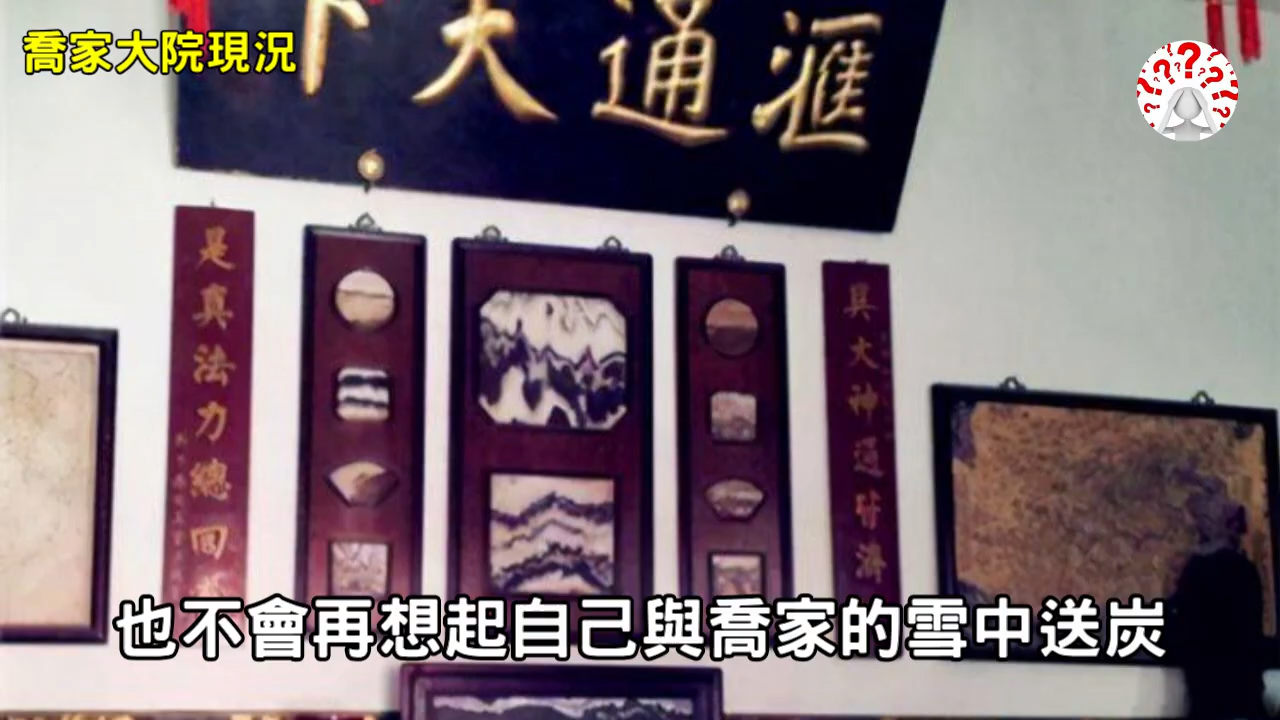 喬家大院現況
滙通天下
是真法力總回
具大神通皆濟
也不會再想起自己與喬家的雪中送炭